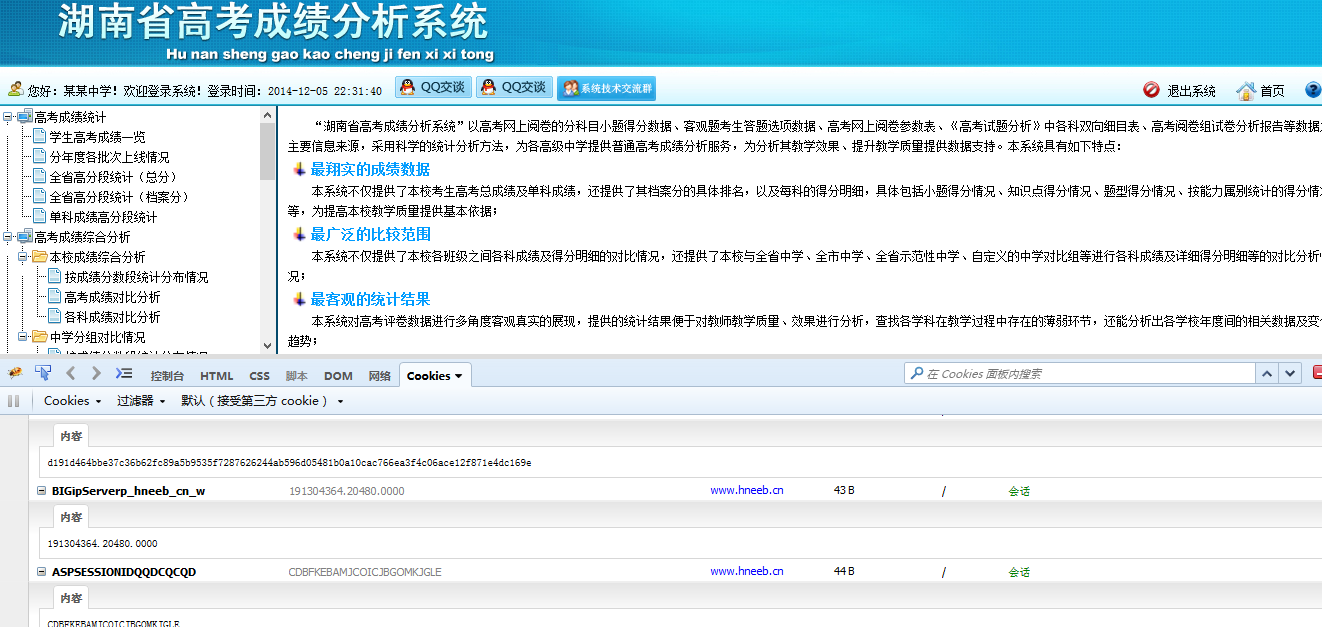 湖南省高考成绩分析系统
Hu nan sheng gao kao cheng ji fen xi xi tong
您好：某某中学！欢迎登录系统！登录时间：2014-12-05 22:31:40 QQ交谈 QQ交谈 系统技术交流群 退出系统 首页
高考成绩统计
学生高考成绩一览
分年度各批次上线情况
全省高分段统计（总分）
全省高分段统计（档案分）
单科成绩高分段统计
高考成绩综合分析
本校成绩综合分析
按成绩分数段统计分布情况
高考成绩对比分析
各科成绩对比分析
中学分组对比情况
“湖南省高考成绩分析系统”以高考网上阅卷的分科目小题得分数据、客观题考生答题选项数据、高考网上阅卷参数表、《高考试题分析》中各科双向细目表、高考阅卷组试卷分析报告等数据为
主要信息来源，采用科学的统计分析方法，为各高级中学提供普通高考成绩分析服务，为分析其教学效果、提升教学质量提供数据支持。本系统具有如下特点：
最翔实的成绩数据
本系统不仅提供了本校考生高考总成绩及单科成绩，还提供了其档案分的具体排名，以及每科的得分明细，具体包括小题得分情况、知识点得分情况、题型得分情况、按能力属别统计的得分情况
等，为提高本校教学质量提供基本依据；
最广泛的比较范围
本系统不仅提供了本校各班级之间各科成绩及得分明细的对比情况，还提供了本校与全省中学、全市中学、全省示范性中学、自定义的中学对比组等进行各科成绩及详细得分明细等的对比分析情
况；
最客观的统计结果
本系统对高考评卷数据进行多角度客观真实的展现，提供的统计结果便于对教师教学质量、效果进行分析，查找各学科在教学过程中存在的薄弱环节，还能分析出各学校年度间的相关数据及变化
趋势；
控制台 HTML CSS 脚本 DOM 网络 Cookies 在 Cookies 面板内搜索
Cookies 过滤器 默认（接受第三方 cookie）
内容
d191d464bbe37c36b62fc89a5b9535f7287626244ab596d05481b0a10cac766ea3f4c06ace12f871e4dc169e
BIGipServerp_hneeb_cn_w 191304364.20480.0000 www.hneeb.cn 43 B / 会话
内容
191304364.20480.0000
ASPSESSIONIDQQDCQCQD CDBFKEBAMJCOICJBGOMKJGLE www.hneeb.cn 44 B / 会话
内容
CDBFKEBAMJCOICJBGOMKJGLE